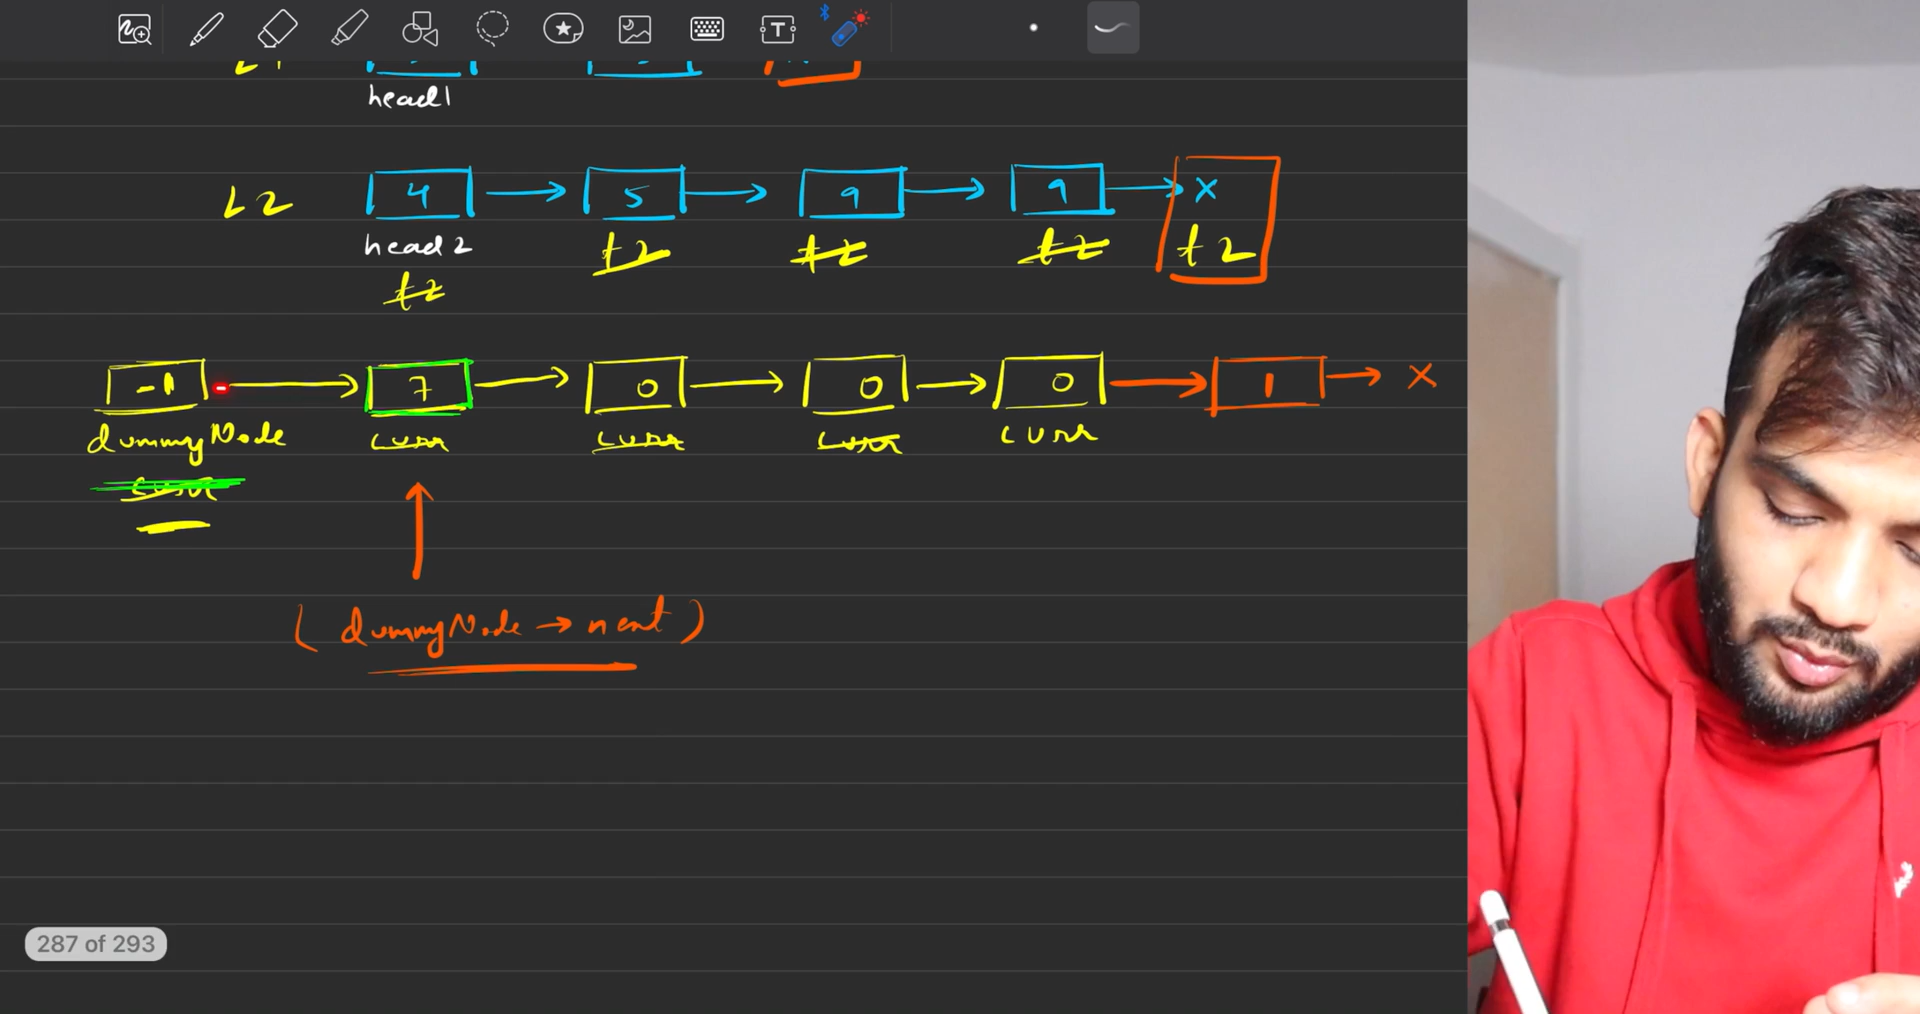 head1
L2 4 → 5 → 9 → 9 → x
head2 t2 t2 t2 t2
t2
-1 → 7 → 0 → 0 → 0 → 1 → x
dummyNode curr curr curr curr
curr
(dummyNode → next)
287 of 293